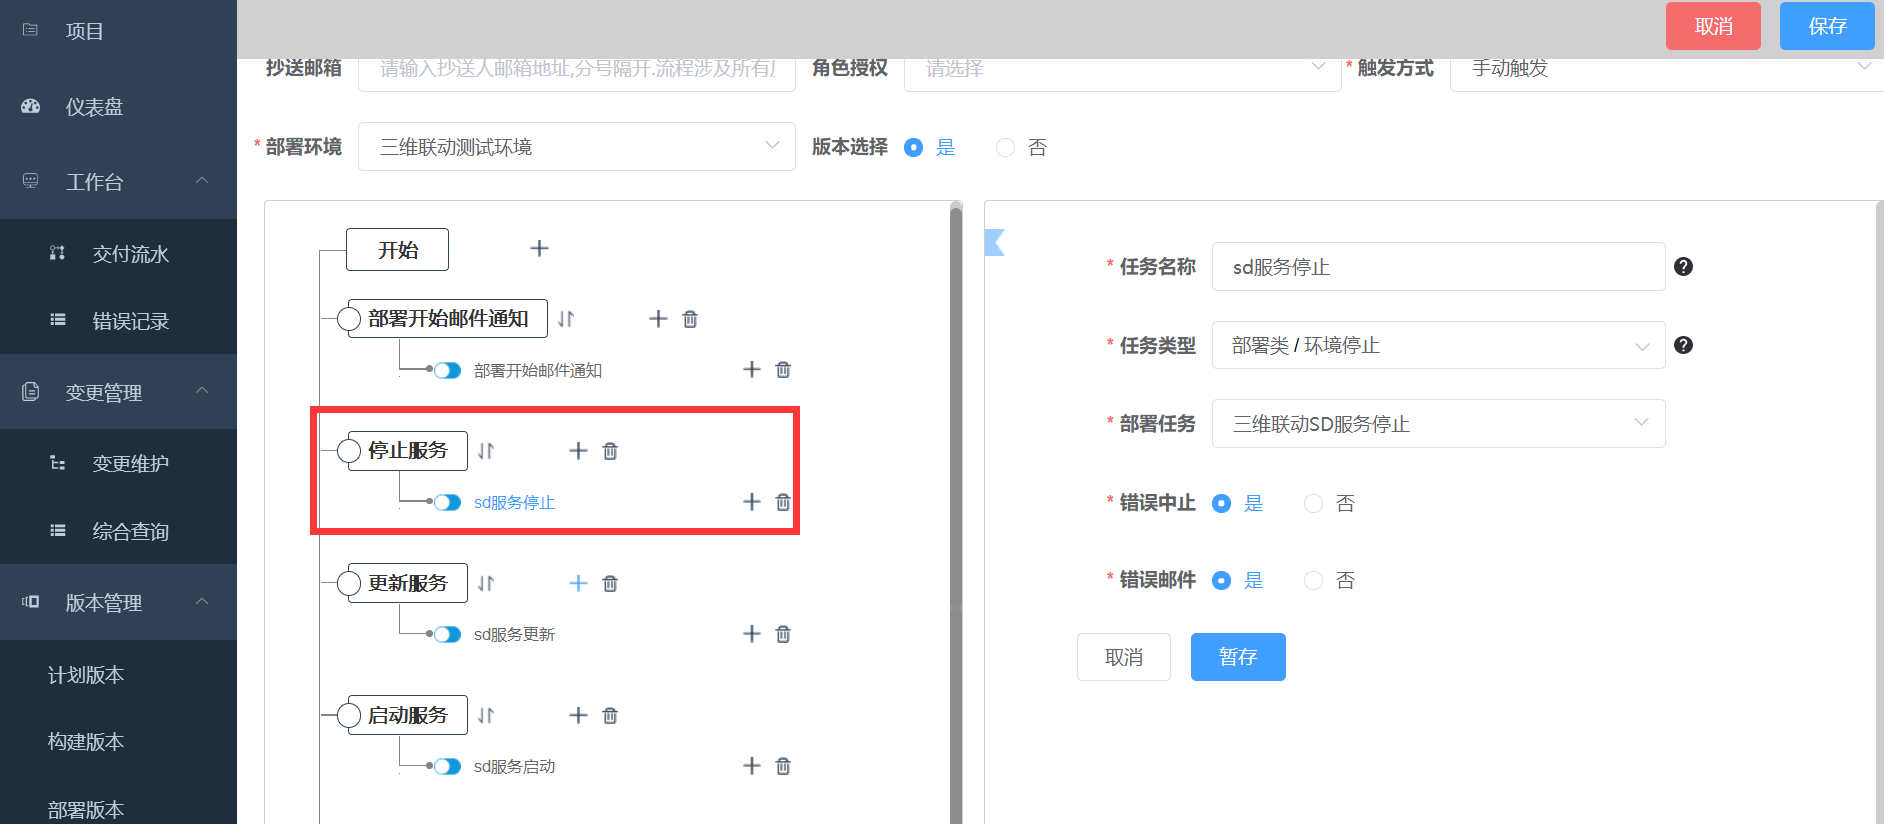 项目
仪表盘
工作台
交付流水
错误记录
变更管理
变更维护
综合查询
版本管理
计划版本
构建版本
部署版本
取消 保存
抄送邮箱 请输入抄送人邮箱地址,分号隔开.流程涉及所有 角色授权 请选择 * 触发方式 手动触发
* 部署环境 三维联动测试环境 版本选择 是 否
开始
部署开始邮件通知
部署开始邮件通知
停止服务
sd服务停止
更新服务
sd服务更新
启动服务
sd服务启动
* 任务名称 sd服务停止
* 任务类型 部署类 / 环境停止
* 部署任务 三维联动SD服务停止
* 错误中止 是 否
* 错误邮件 是 否
取消 暂存